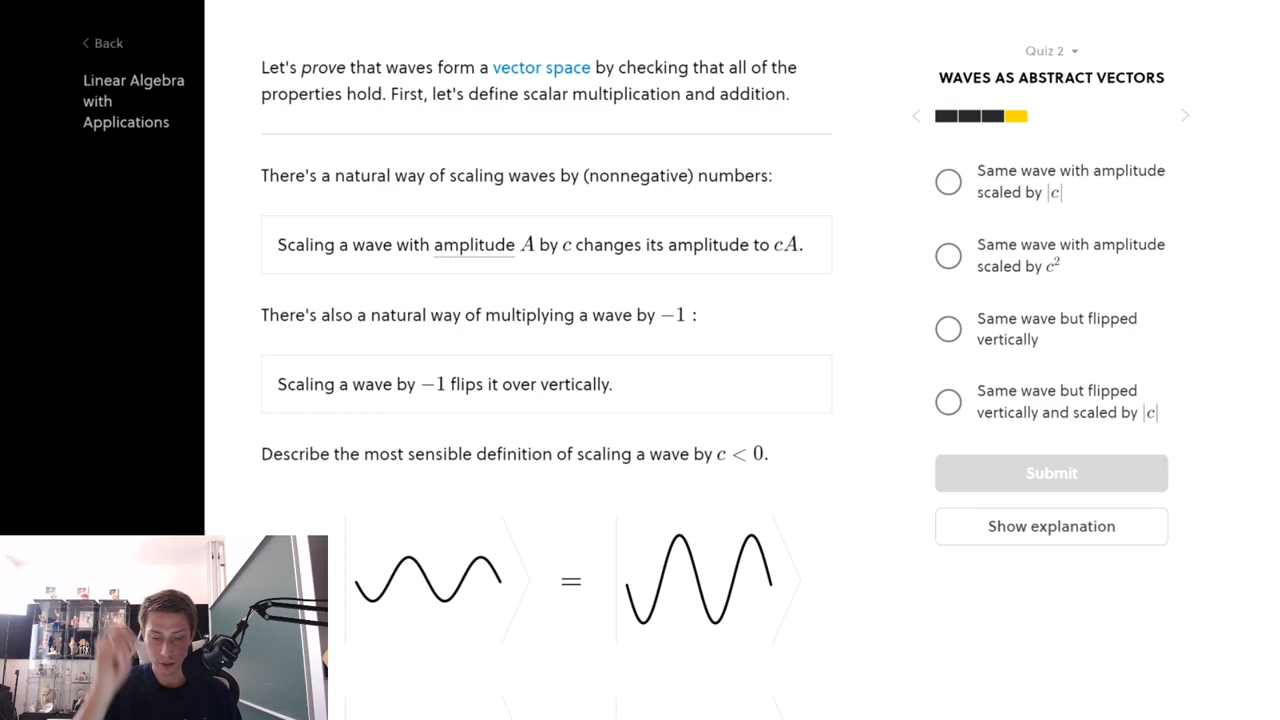 Back
Linear Algebra
with
Applications
Let's prove that waves form a vector space by checking that all of the
properties hold. First, let's define scalar multiplication and addition.
There's a natural way of scaling waves by (nonnegative) numbers:
Scaling a wave with amplitude A by c changes its amplitude to cA.
There's also a natural way of multiplying a wave by −1 :
Scaling a wave by −1 flips it over vertically.
Describe the most sensible definition of scaling a wave by c < 0.
=
Quiz 2
WAVES AS ABSTRACT VECTORS
Same wave with amplitude
scaled by |c|
Same wave with amplitude
scaled by c²
Same wave but flipped
vertically
Same wave but flipped
vertically and scaled by |c|
Submit
Show explanation